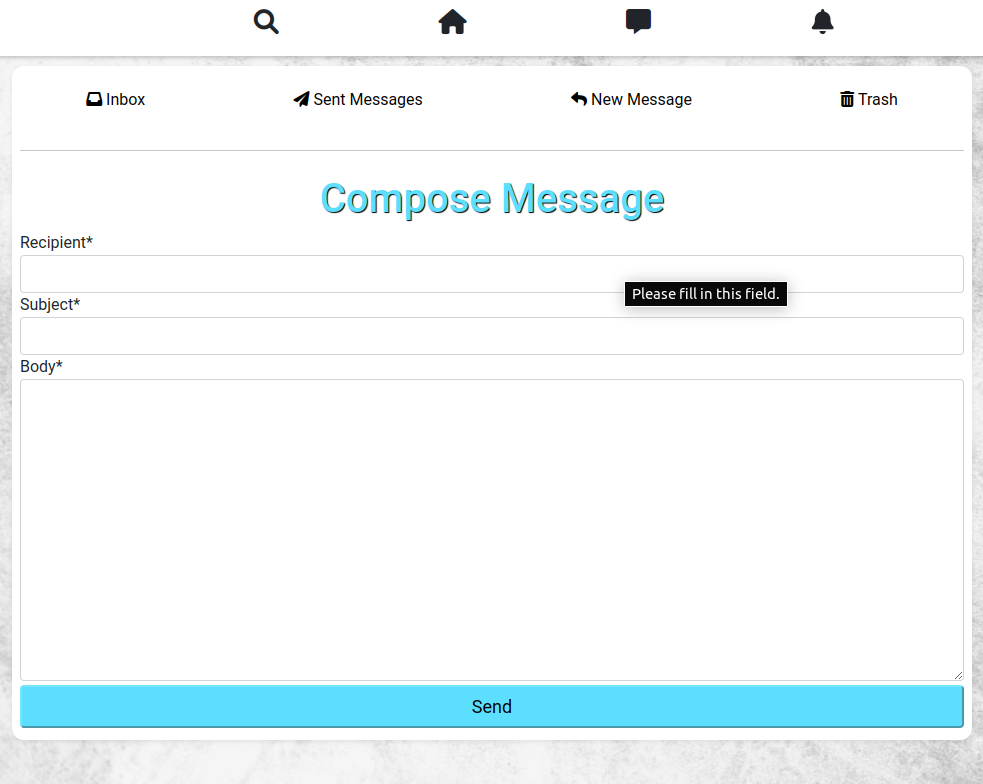 Inbox Sent Messages New Message Trash
Compose Message
Recipient*
Please fill in this field.
Subject*
Body*
Send